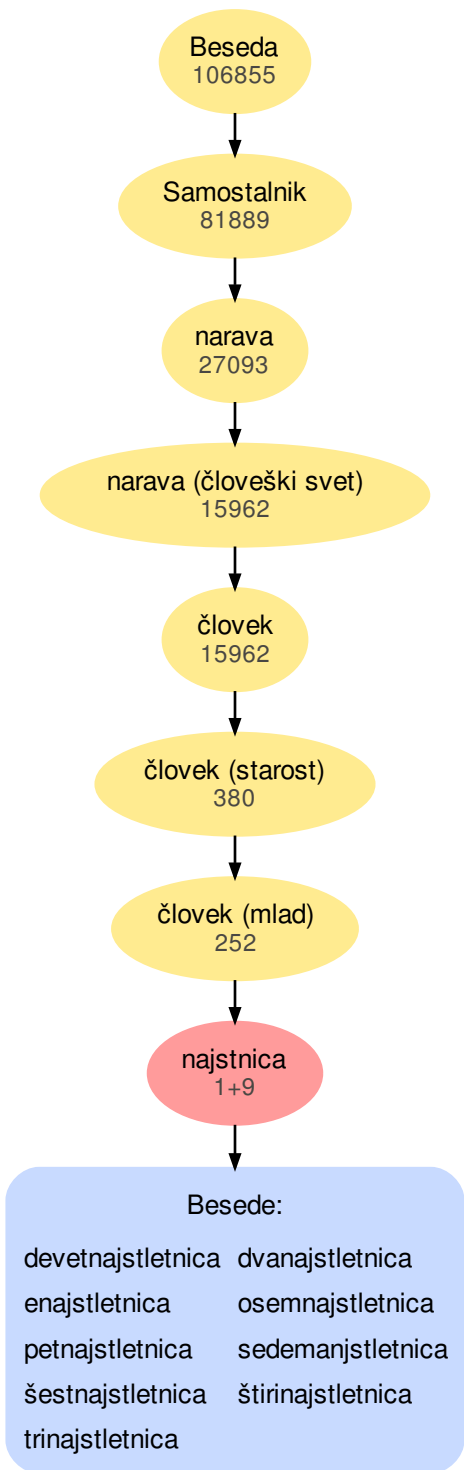 Beseda
106855
Samostalnik
81889
narava
27093
narava (človeški svet)
15962
človek
15962
človek (starost)
380
človek (mlad)
252
najstnica
1+9
Besede:
devetnajstletnica dvanajstletnica
enajstletnica osemnajstletnica
petnajstletnica sedemanjstletnica
šestnajstletnica štirinajstletnica
trinajstletnica